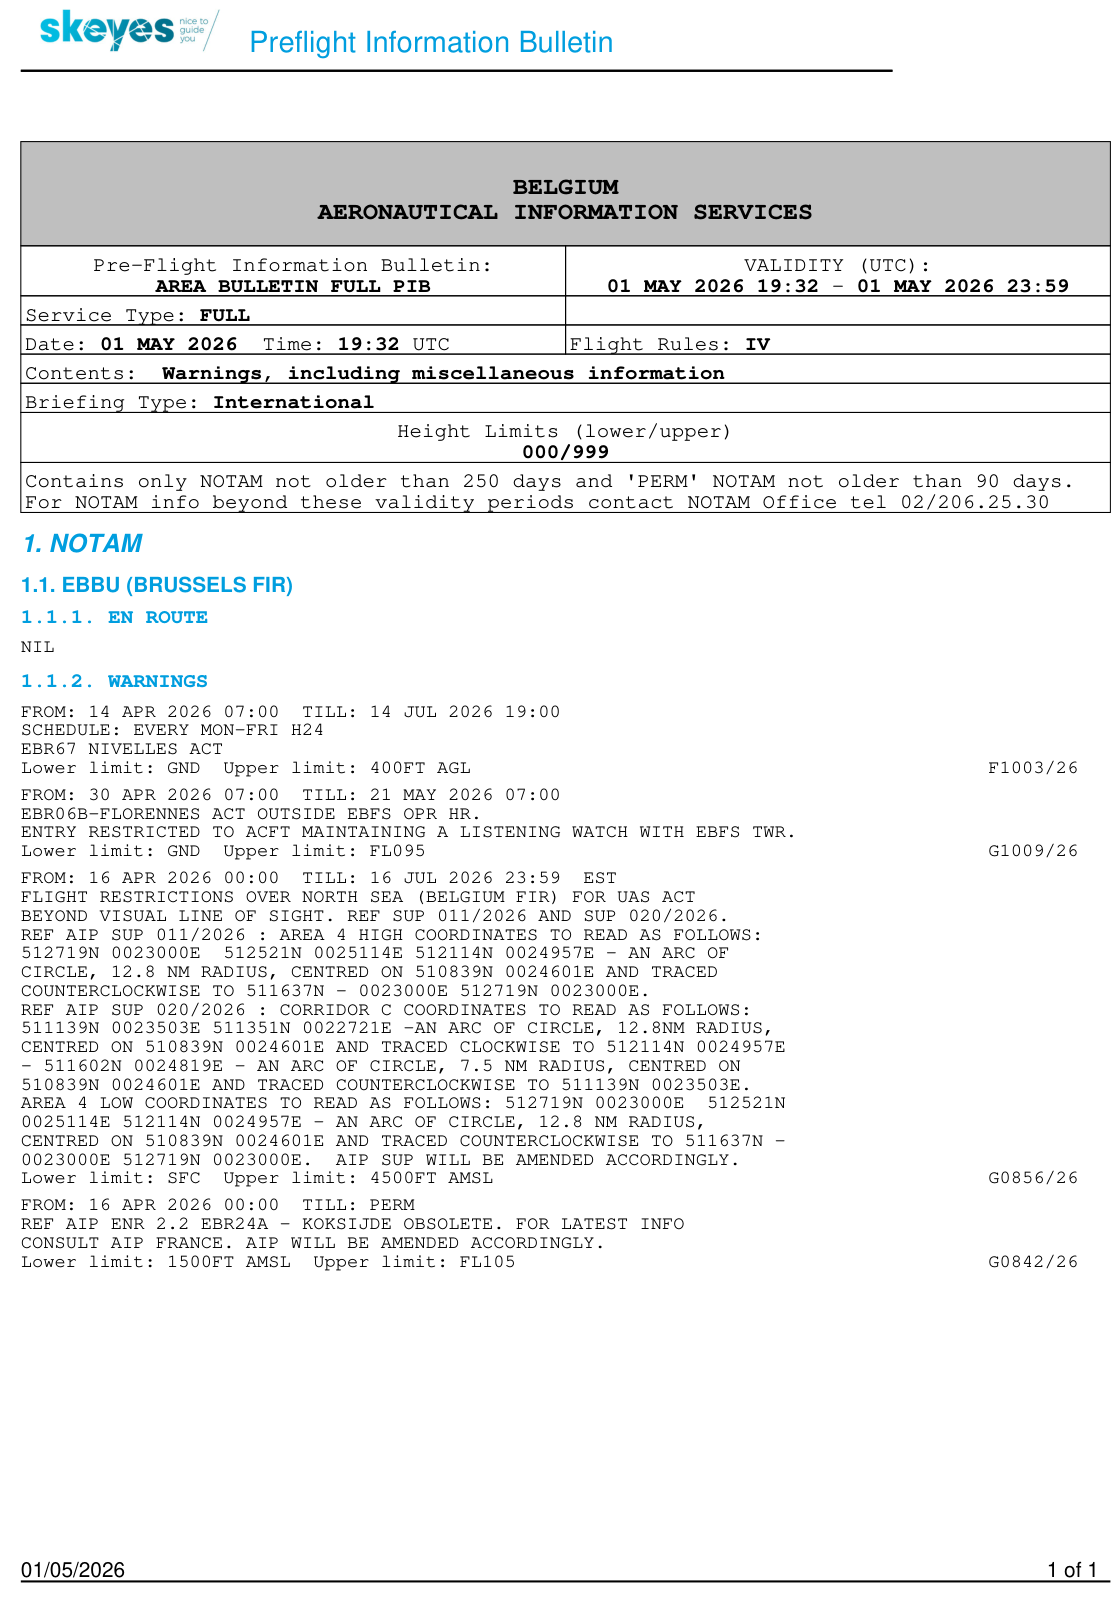 skeyes nice to guide you
Preflight Information Bulletin
BELGIUM
AERONAUTICAL INFORMATION SERVICES
Pre-Flight Information Bulletin:
AREA BULLETIN FULL PIB
VALIDITY (UTC):
01 MAY 2026 19:32 - 01 MAY 2026 23:59
Service Type: FULL
Date: 01 MAY 2026 Time: 19:32 UTC
Flight Rules: IV
Contents: Warnings, including miscellaneous information
Briefing Type: International
Height Limits (lower/upper)
000/999
Contains only NOTAM not older than 250 days and 'PERM' NOTAM not older than 90 days.
For NOTAM info beyond these validity periods contact NOTAM Office tel 02/206.25.30
1. NOTAM
1.1. EBBU (BRUSSELS FIR)
1.1.1. EN ROUTE
NIL
1.1.2. WARNINGS
FROM: 14 APR 2026 07:00 TILL: 14 JUL 2026 19:00
SCHEDULE: EVERY MON-FRI H24
EBR67 NIVELLES ACT
Lower limit: GND Upper limit: 400FT AGL F1003/26
FROM: 30 APR 2026 07:00 TILL: 21 MAY 2026 07:00
EBR06B-FLORENNES ACT OUTSIDE EBFS OPR HR.
ENTRY RESTRICTED TO ACFT MAINTAINING A LISTENING WATCH WITH EBFS TWR.
Lower limit: GND Upper limit: FL095 G1009/26
FROM: 16 APR 2026 00:00 TILL: 16 JUL 2026 23:59 EST
FLIGHT RESTRICTIONS OVER NORTH SEA (BELGIUM FIR) FOR UAS ACT
BEYOND VISUAL LINE OF SIGHT. REF SUP 011/2026 AND SUP 020/2026.
REF AIP SUP 011/2026 : AREA 4 HIGH COORDINATES TO READ AS FOLLOWS:
512719N 0023000E 512521N 0025114E 512114N 0024957E - AN ARC OF
CIRCLE, 12.8 NM RADIUS, CENTRED ON 510839N 0024601E AND TRACED
COUNTERCLOCKWISE TO 511637N - 0023000E 512719N 0023000E.
REF AIP SUP 020/2026 : CORRIDOR C COORDINATES TO READ AS FOLLOWS:
511139N 0023503E 511351N 0022721E -AN ARC OF CIRCLE, 12.8NM RADIUS,
CENTRED ON 510839N 0024601E AND TRACED CLOCKWISE TO 512114N 0024957E
- 511602N 0024819E - AN ARC OF CIRCLE, 7.5 NM RADIUS, CENTRED ON
510839N 0024601E AND TRACED COUNTERCLOCKWISE TO 511139N 0023503E.
AREA 4 LOW COORDINATES TO READ AS FOLLOWS: 512719N 0023000E 512521N
0025114E 512114N 0024957E - AN ARC OF CIRCLE, 12.8 NM RADIUS,
CENTRED ON 510839N 0024601E AND TRACED COUNTERCLOCKWISE TO 511637N -
0023000E 512719N 0023000E. AIP SUP WILL BE AMENDED ACCORDINGLY.
Lower limit: SFC Upper limit: 4500FT AMSL G0856/26
FROM: 16 APR 2026 00:00 TILL: PERM
REF AIP ENR 2.2 EBR24A - KOKSIJDE OBSOLETE. FOR LATEST INFO
CONSULT AIP FRANCE. AIP WILL BE AMENDED ACCORDINGLY.
Lower limit: 1500FT AMSL Upper limit: FL105 G0842/26
01/05/2026 1 of 1